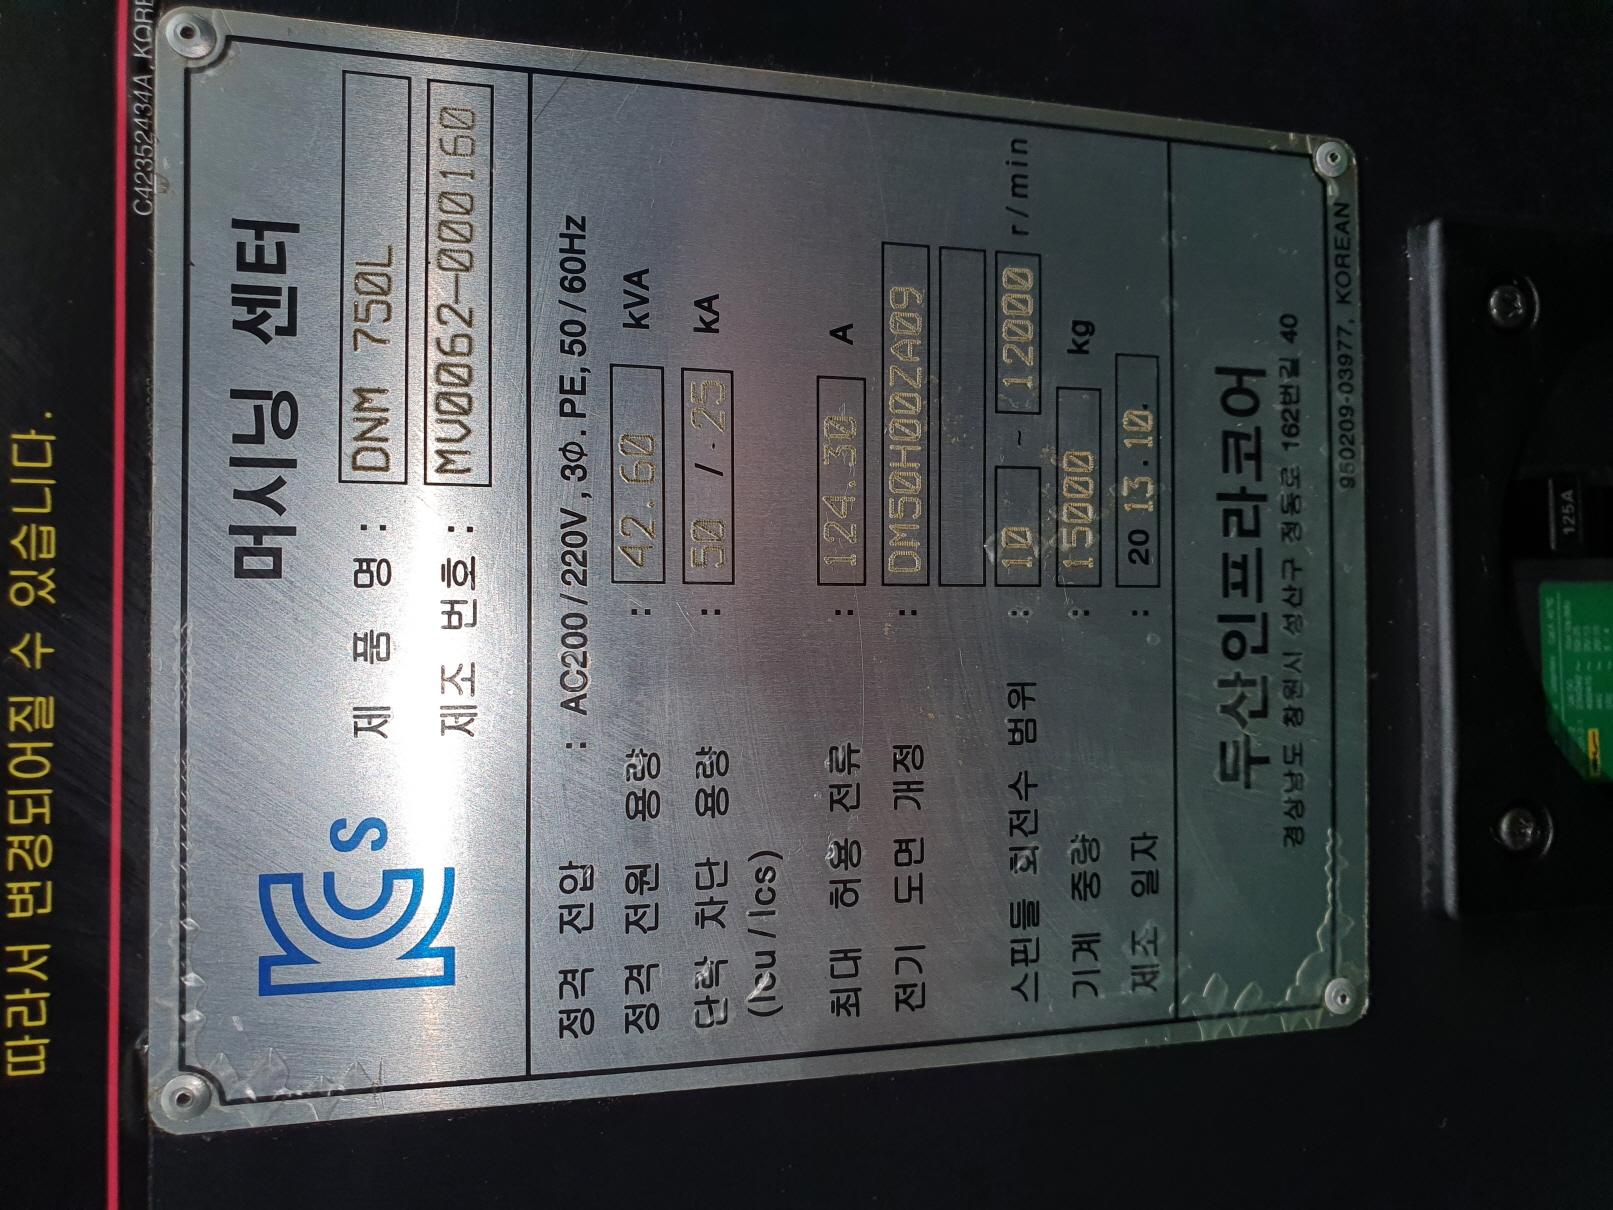 따라서 변경되어질 수 있습니다.
C42352434A, KORE
KCs
머시닝 센터
제 품 명 : DNM 750L
제조 번호 : MV0062-000160
정격 전압 : AC200/220V, 3Φ. PE, 50/60Hz
정격 전원 용량 : 42.60 kVA
단락 차단 용량 : 50 / 25 kA
(Icu/Ics)
최대 허용 전류 : 124.30 A
전기 도면 개정 : DM50H00ZA09
스핀들 회전수 범위 : 10 ~ 12000 r/min
기계 중량 : 15000 kg
제조 일자 : 2013.10.
두산인프라코어
경상남도 창원시 성산구 정동로 162번길 40
950209-03977, KOREAN
125A